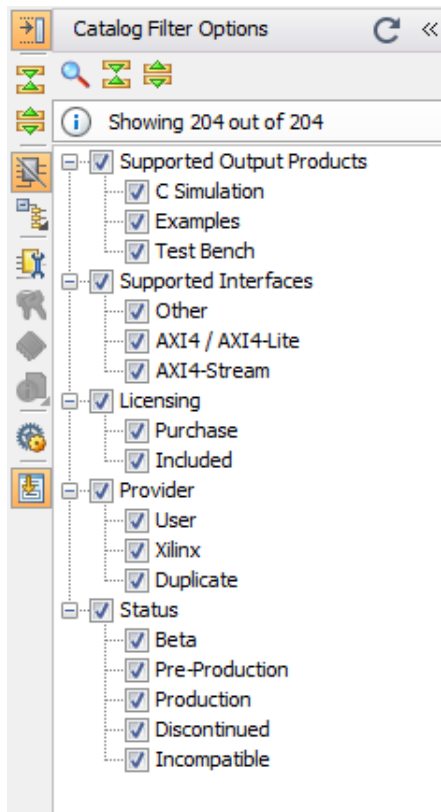 Catalog Filter Options
Showing 204 out of 204
Supported Output Products
C Simulation
Examples
Test Bench
Supported Interfaces
Other
AXI4 / AXI4-Lite
AXI4-Stream
Licensing
Purchase
Included
Provider
User
Xilinx
Duplicate
Status
Beta
Pre-Production
Production
Discontinued
Incompatible